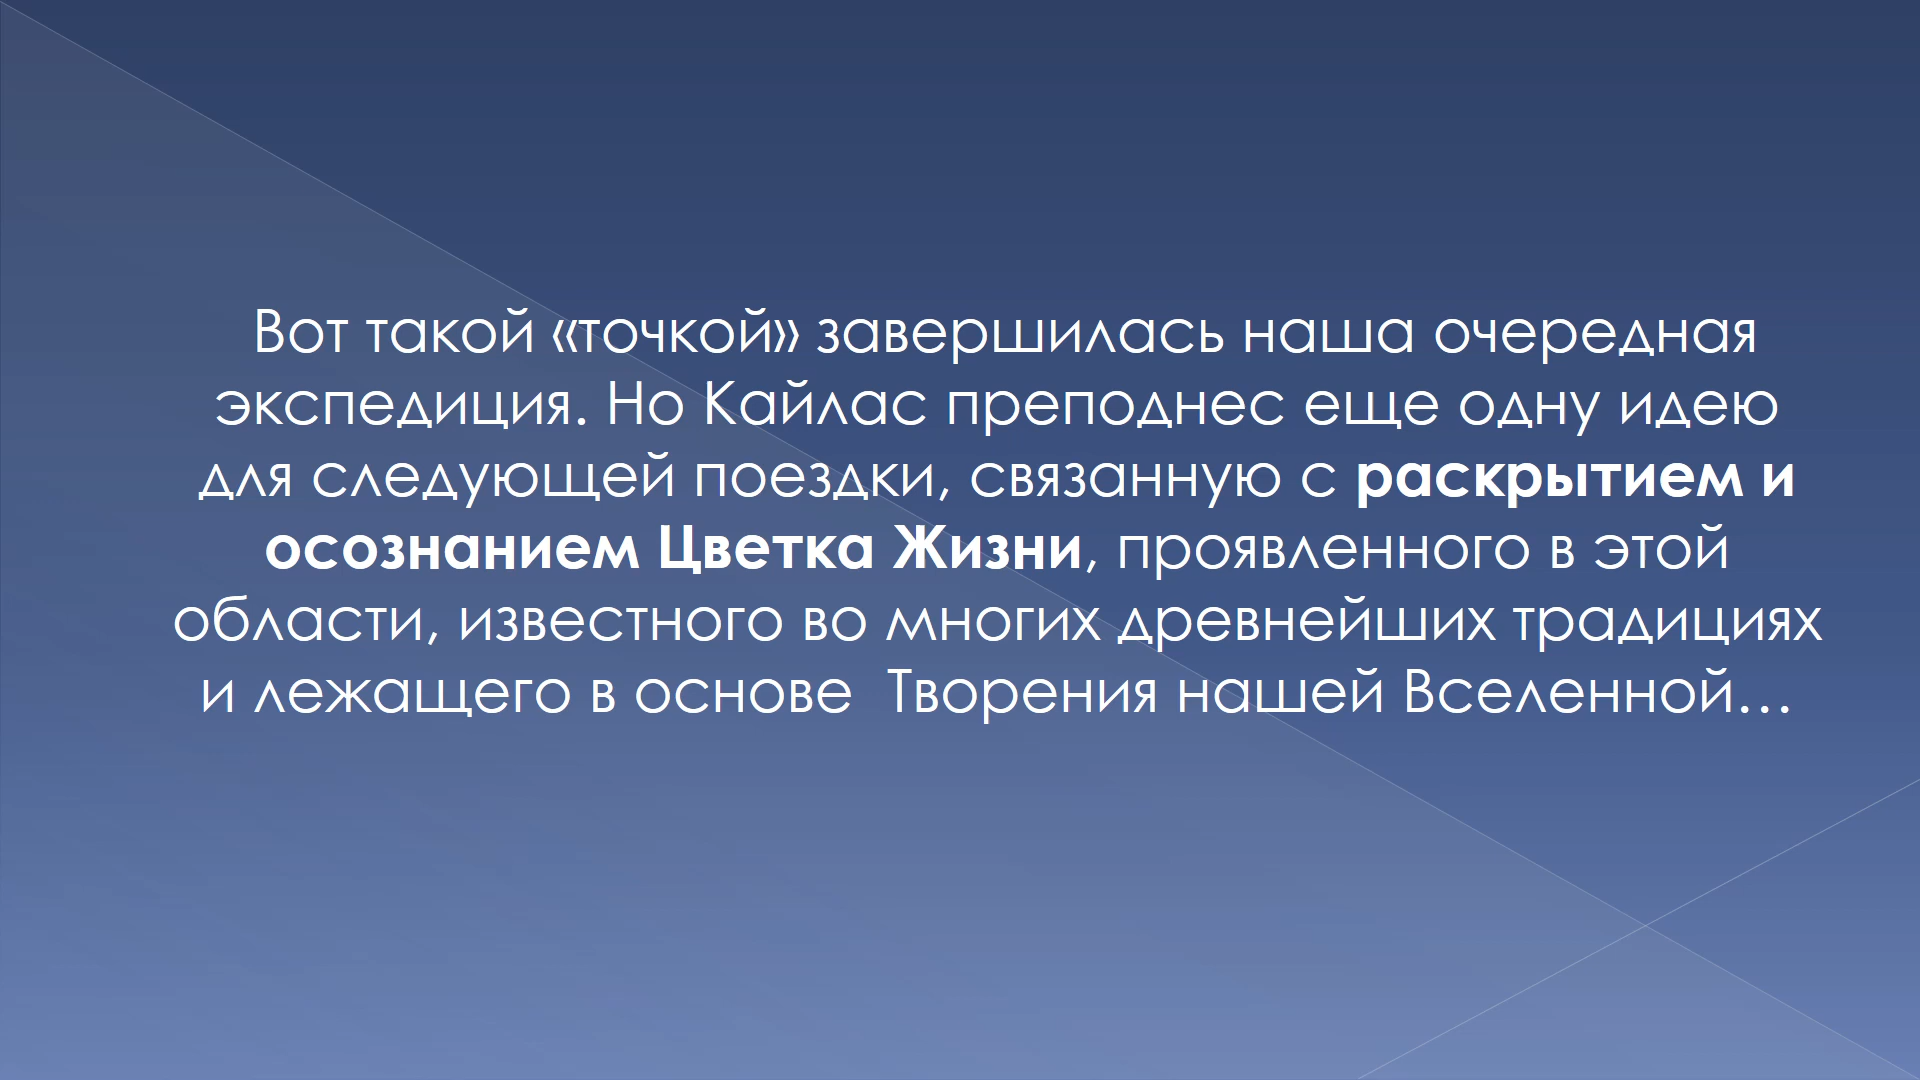 Вот такой «точкой» завершилась наша очередная
экспедиция. Но Кайлас преподнес еще одну идею
для следующей поездки, связанную с раскрытием и
осознанием Цветка Жизни, проявленного в этой
области, известного во многих древнейших традициях
и лежащего в основе  Творения нашей Вселенной…